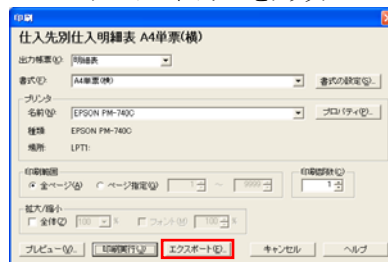 印刷
仕入先別仕入明細表 A4単票(横)
出力帳票(O): 明細表
書式(E): A4単票(横) 書式の設定(S)...
プリンタ
名前(N): EPSON PM-740C プロパティ(P)...
種類 EPSON PM-740C
場所 LPT1:
印刷範囲 印刷部数(C)
全ページ(A) ページ指定(G) 1 ～ 9999 1
拡大/縮小
全体(Z) 100 % フォント(W) 100 %
プレビュー(V)... 印刷実行(U) エクスポート(E)... キャンセル ヘルプ